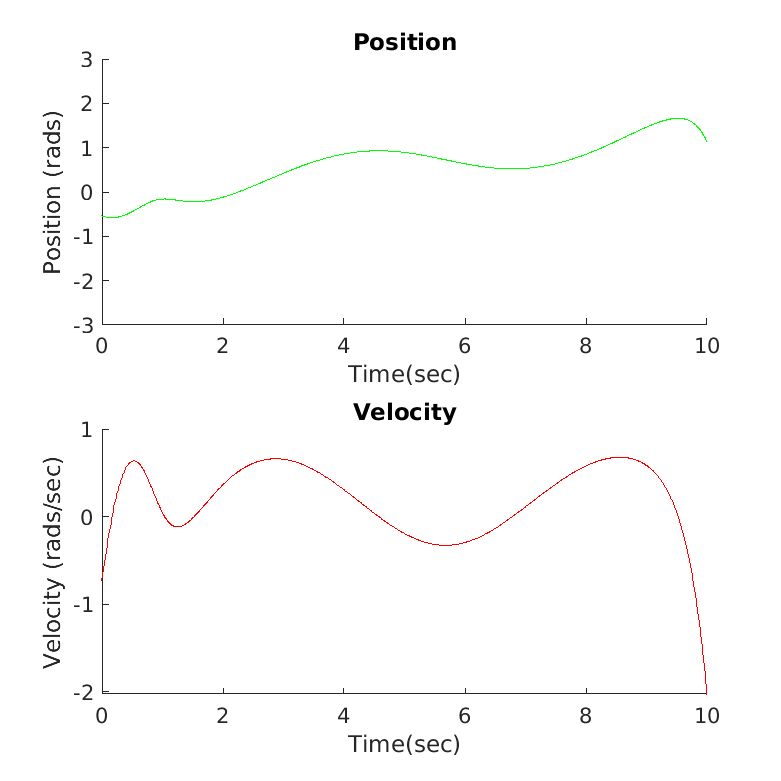 Position
Position (rads)
3
2
1
0
-1
-2
-3
0 2 4 6 8 10
Time(sec)
Velocity
Velocity (rads/sec)
1
0
-1
-2
0 2 4 6 8 10
Time(sec)